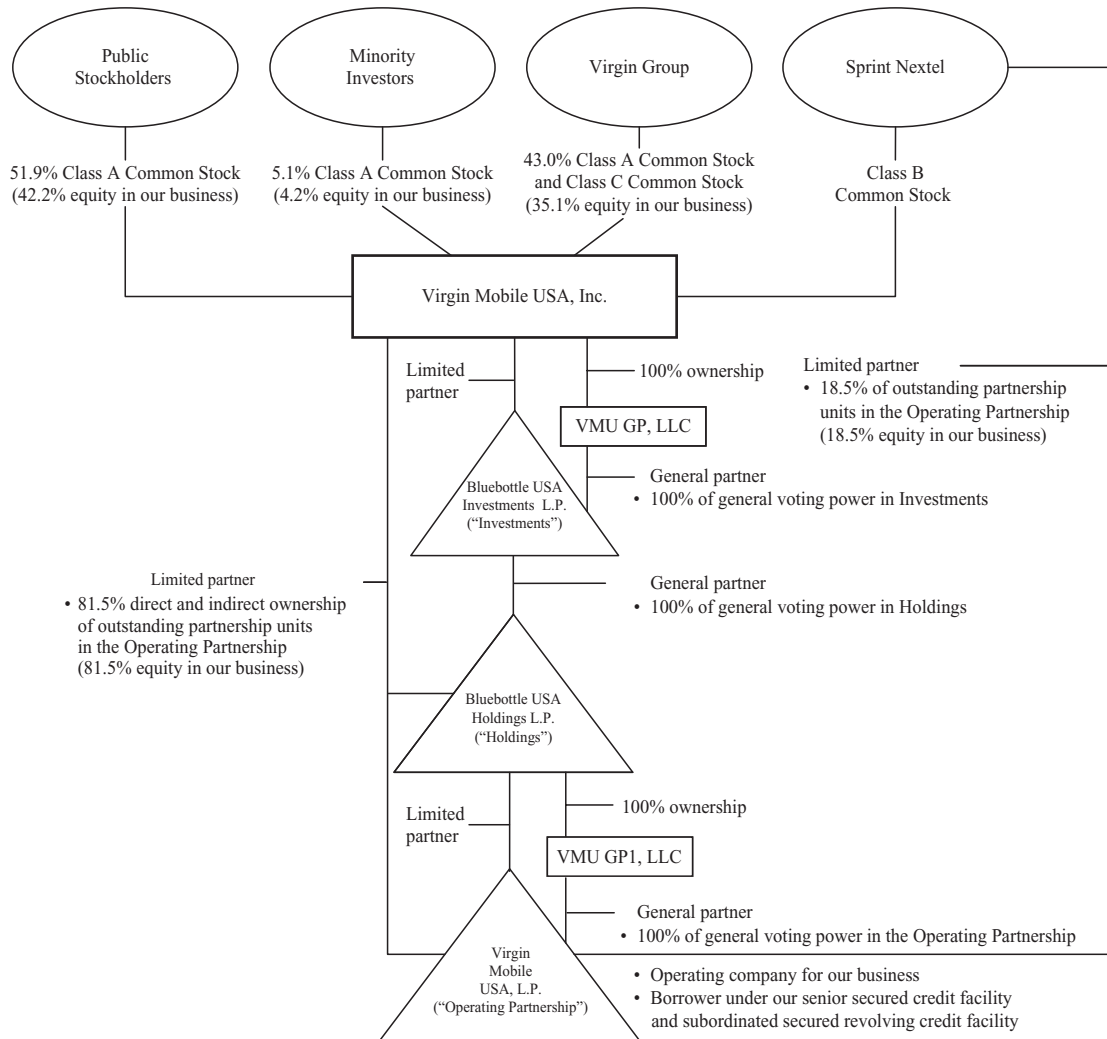 Public
Stockholders
Minority
Investors
Virgin Group
Sprint Nextel
51.9% Class A Common Stock
(42.2% equity in our business)
5.1% Class A Common Stock
(4.2% equity in our business)
43.0% Class A Common Stock
and Class C Common Stock
(35.1% equity in our business)
Class B
Common Stock
Virgin Mobile USA, Inc.
Limited
partner
100% ownership
Limited partner
• 18.5% of outstanding partnership
units in the Operating Partnership
(18.5% equity in our business)
VMU GP, LLC
Bluebottle USA
Investments L.P.
(“Investments”)
General partner
• 100% of general voting power in Investments
Limited partner
• 81.5% direct and indirect ownership
of outstanding partnership units
in the Operating Partnership
(81.5% equity in our business)
General partner
• 100% of general voting power in Holdings
Bluebottle USA
Holdings L.P.
(“Holdings”)
Limited
partner
100% ownership
VMU GP1, LLC
General partner
• 100% of general voting power in the Operating Partnership
Virgin
Mobile
USA, L.P.
(“Operating Partnership”)
• Operating company for our business
• Borrower under our senior secured credit facility
and subordinated secured revolving credit facility